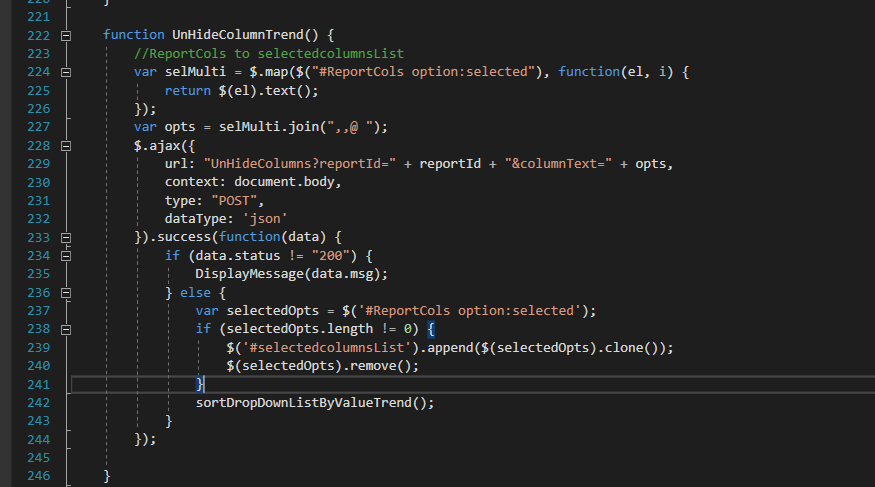 220 }
221
222 function UnHideColumnTrend() {
223 //ReportCols to selectedcolumnsList
224 var selMulti = $.map($("#ReportCols option:selected"), function(el, i) {
225 return $(el).text();
226 });
227 var opts = selMulti.join(",,@ ");
228 $.ajax({
229 url: "UnHideColumns?reportId=" + reportId + "&columnText=" + opts,
230 context: document.body,
231 type: "POST",
232 dataType: 'json'
233 }).success(function(data) {
234 if (data.status != "200") {
235 DisplayMessage(data.msg);
236 } else {
237 var selectedOpts = $('#ReportCols option:selected');
238 if (selectedOpts.length != 0) {
239 $('#selectedcolumnsList').append($(selectedOpts).clone());
240 $(selectedOpts).remove();
241 }
242 sortDropDownListByValueTrend();
243 }
244 });
245
246 }